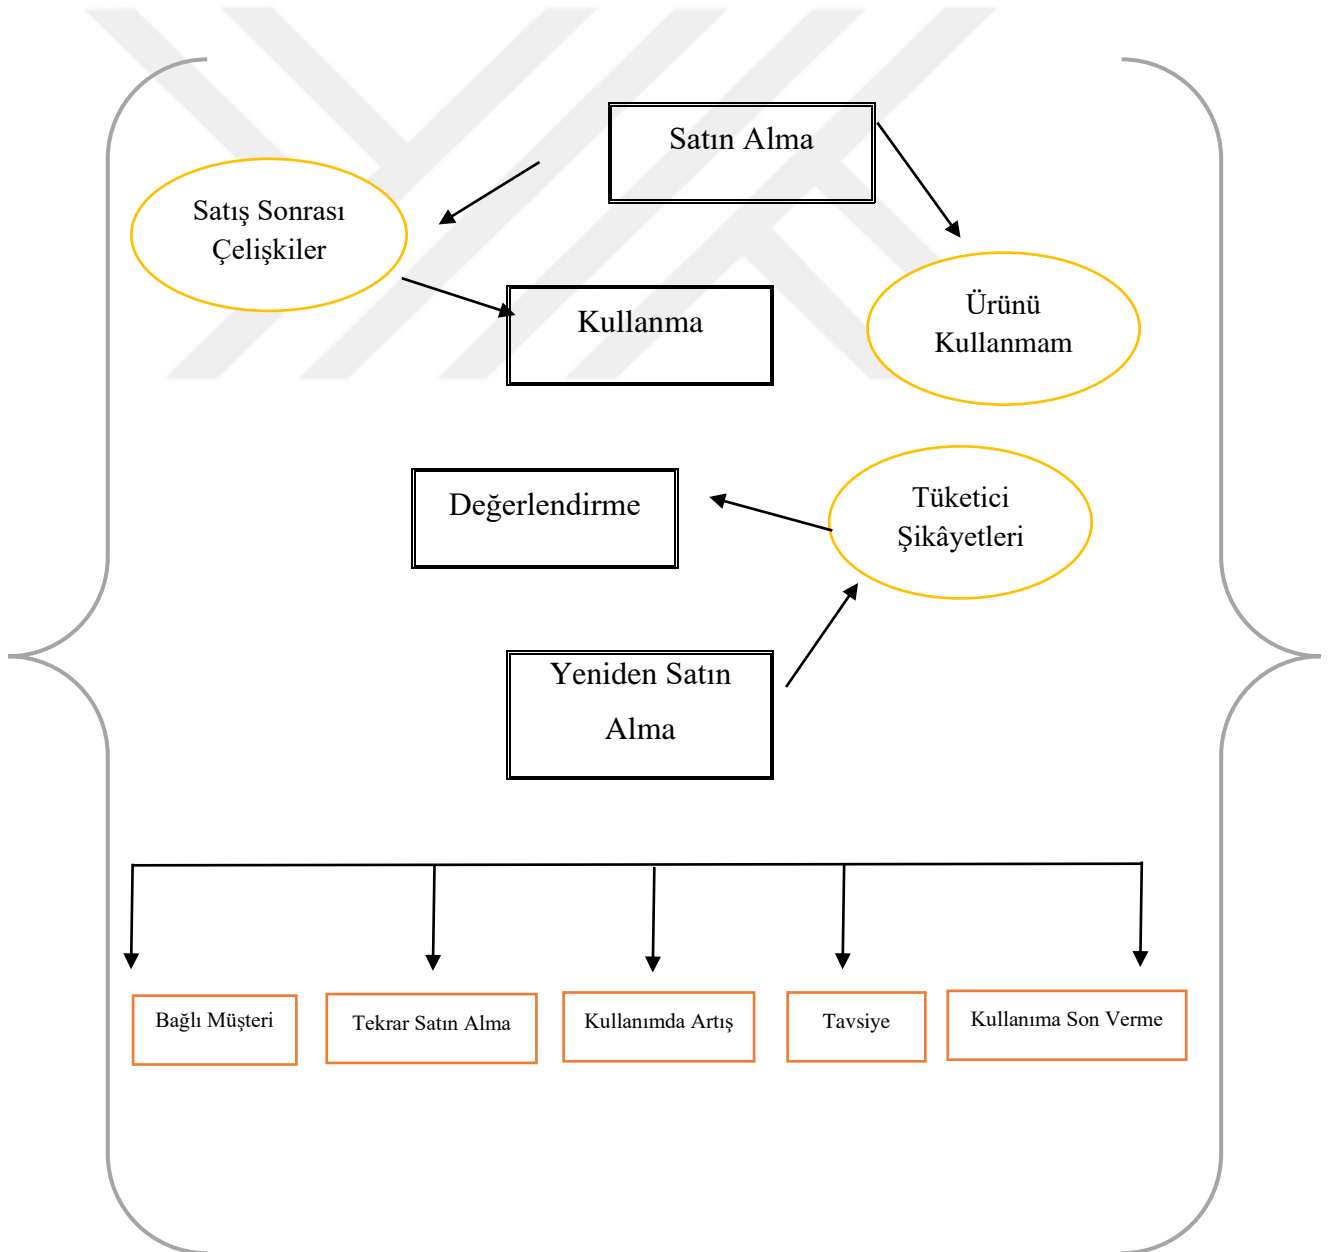 Satın Alma
Satış Sonrası
Çelişkiler
Kullanma
Ürünü
Kullanmam
Değerlendirme
Tüketici
Şikâyetleri
Yeniden Satın
Alma
Bağlı Müşteri
Tekrar Satın Alma
Kullanımda Artış
Tavsiye
Kullanıma Son Verme